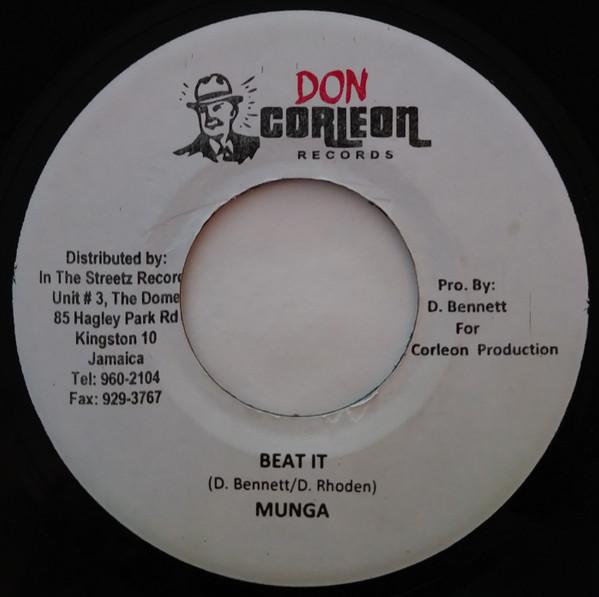 DON
CORLEON
RECORDS
Distributed by:
In The Streetz Record
Unit # 3, The Dome
85 Hagley Park Rd
Kingston 10
Jamaica
Tel: 960-2104
Fax: 929-3767
Pro. By:
D. Bennett
For
Corleon Production
BEAT IT
(D. Bennett/D. Rhoden)
MUNGA